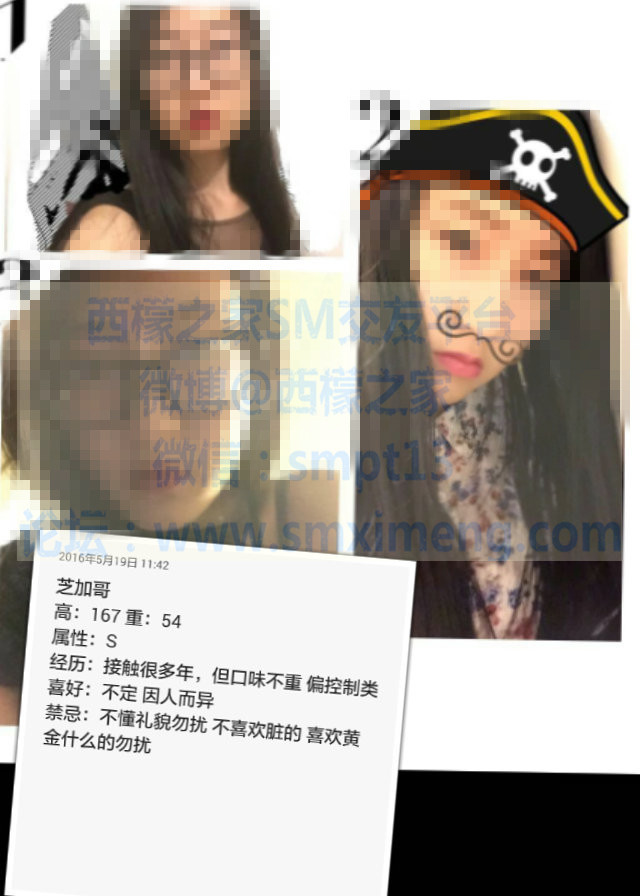 1
2
西檬之家SM交友平台
微博@西檬之家
微信：smpt13
论坛：www.smximeng.com
2016年5月19日 11:42
芝加哥
高：167 重：54
属性：S
经历：接触很多年，但口味不重 偏控制类
喜好：不定 因人而异
禁忌：不懂礼貌勿扰 不喜欢脏的 喜欢黄
金什么的勿扰